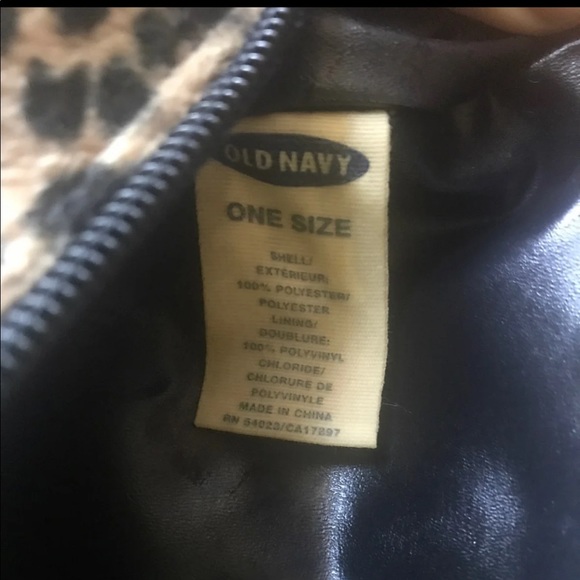 OLD NAVY
ONE SIZE
SHELL/
EXTÉRIEUR:
100% POLYESTER/
POLYESTER
LINING/
DOUBLURE:
100% POLYVINYL
CHLORIDE/
CHLORURE DE
POLYVINYLE
MADE IN CHINA
RN 54023/CA17897